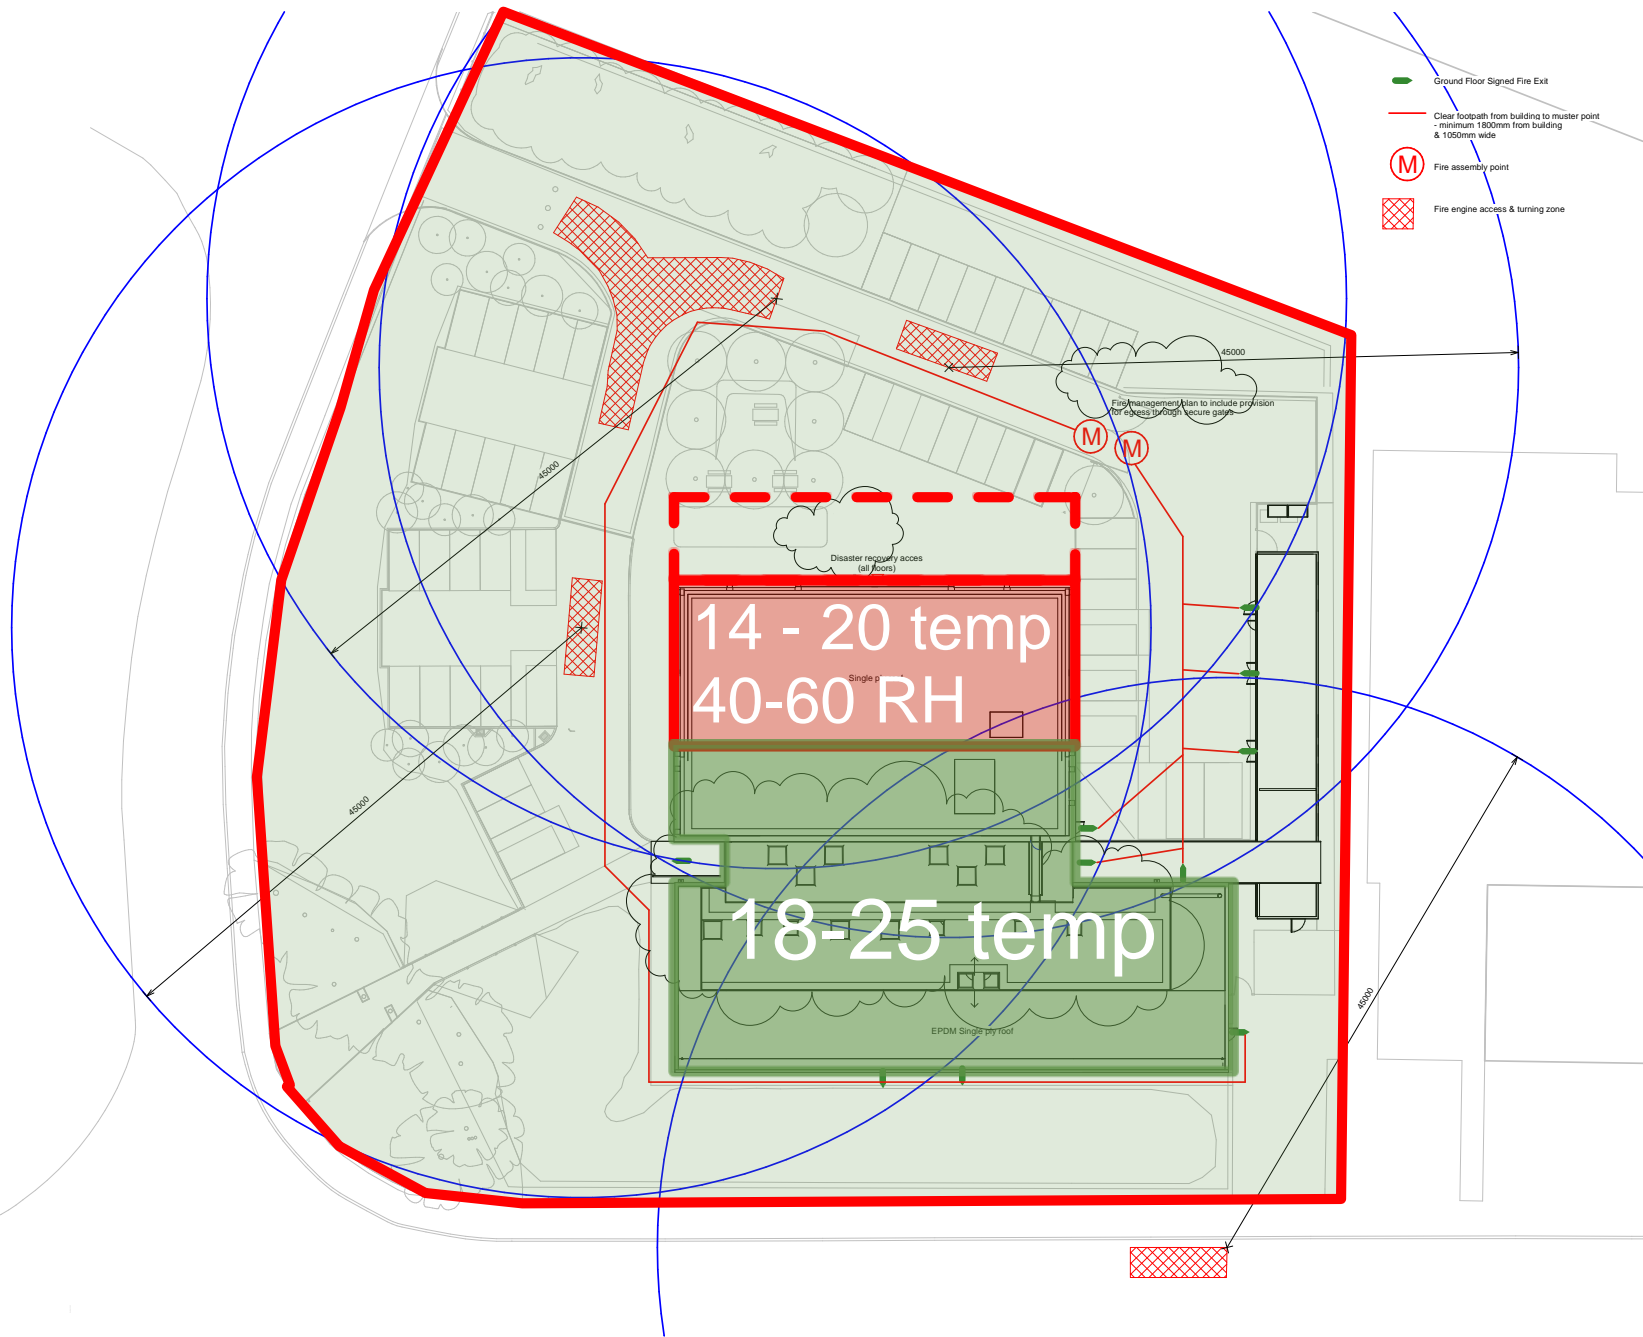 Ground Floor Signed Fire Exit
Clear footpath from building to muster point
- minimum 1800mm from building
& 1050mm wide
M
Fire assembly point
Fire engine access & turning zone
45000
Fire management plan to include provision
for egress through secure gates
M
M
45000
Disaster recovery acces
(all floors)
14 - 20 temp
Single
40-60 RH
45000
18-25 temp
45000
EPDM Single ply roof